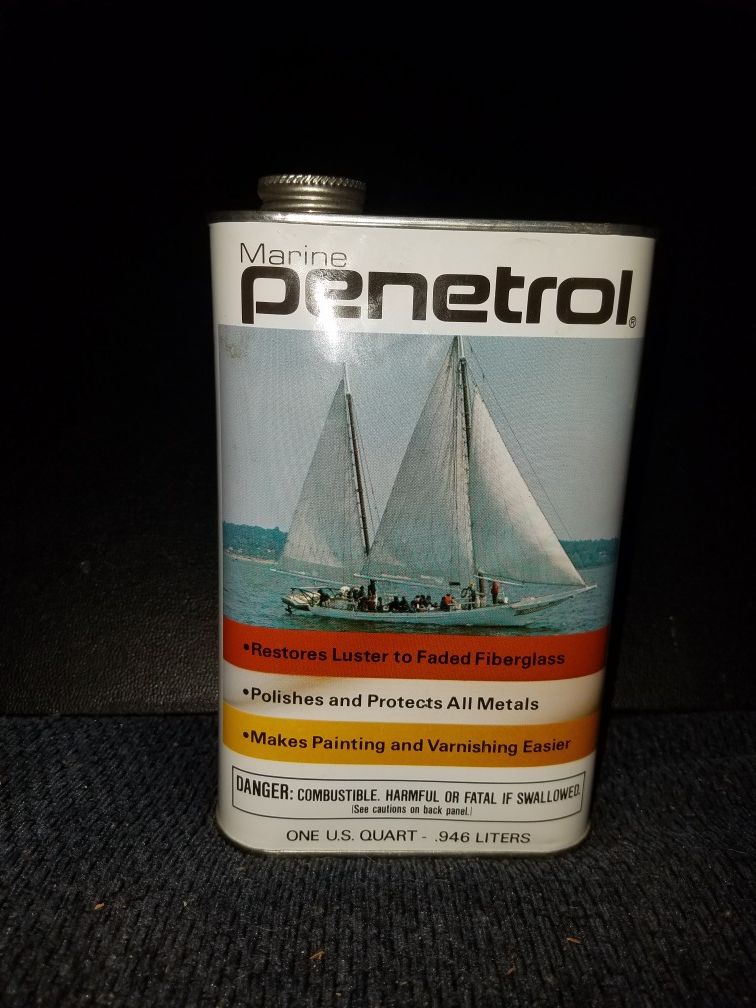 Marine
penetrol®
•Restores Luster to Faded Fiberglass
•Polishes and Protects All Metals
•Makes Painting and Varnishing Easier
DANGER: COMBUSTIBLE. HARMFUL OR FATAL IF SWALLOWED.
(See cautions on back panel.)
ONE U.S. QUART - .946 LITERS